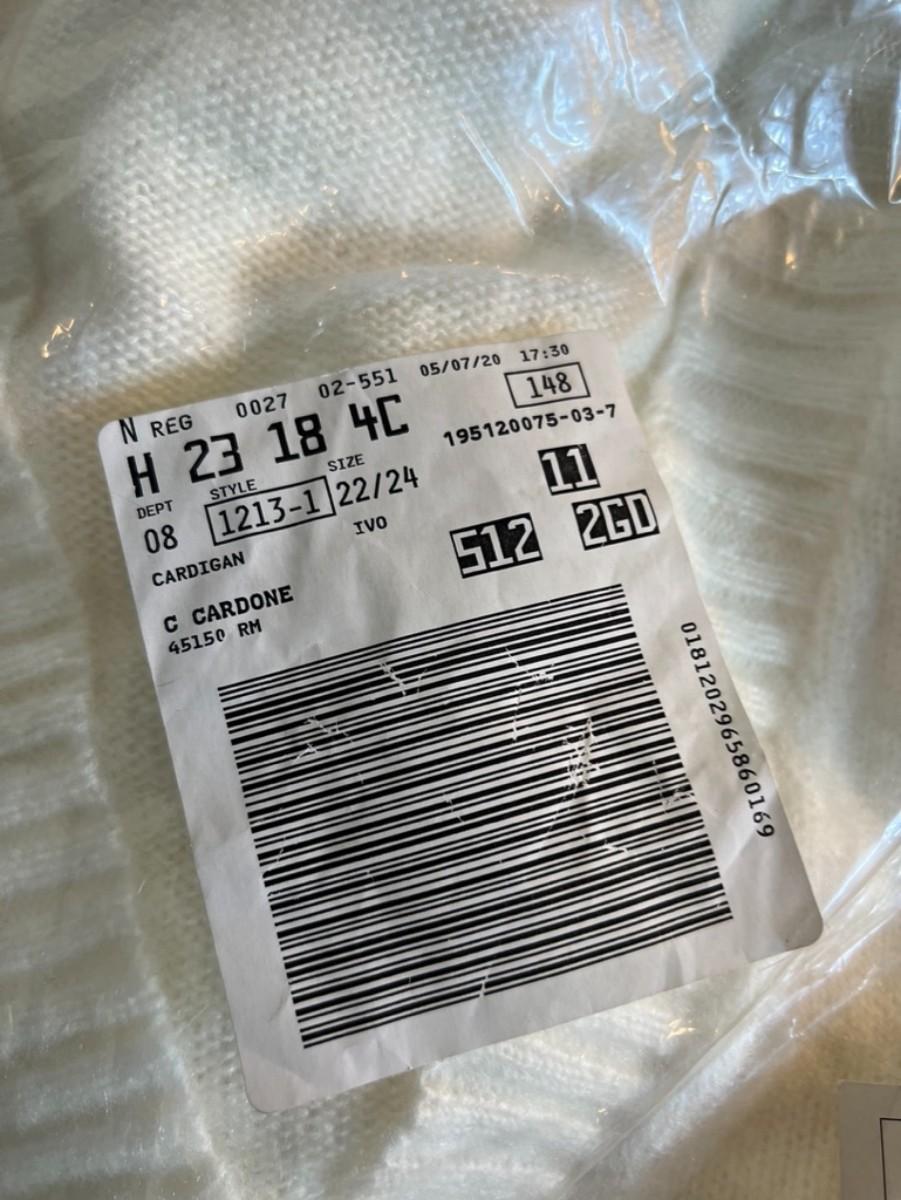 N REG 0027 02-551 05/07/20 17:30
H 23 18 4C 148
195120075-03-7
DEPT STYLE SIZE
08 1213-1 22/24 11
CARDIGAN IVO 512 2GD
C CARDONE
45150 RM
0181202965860169